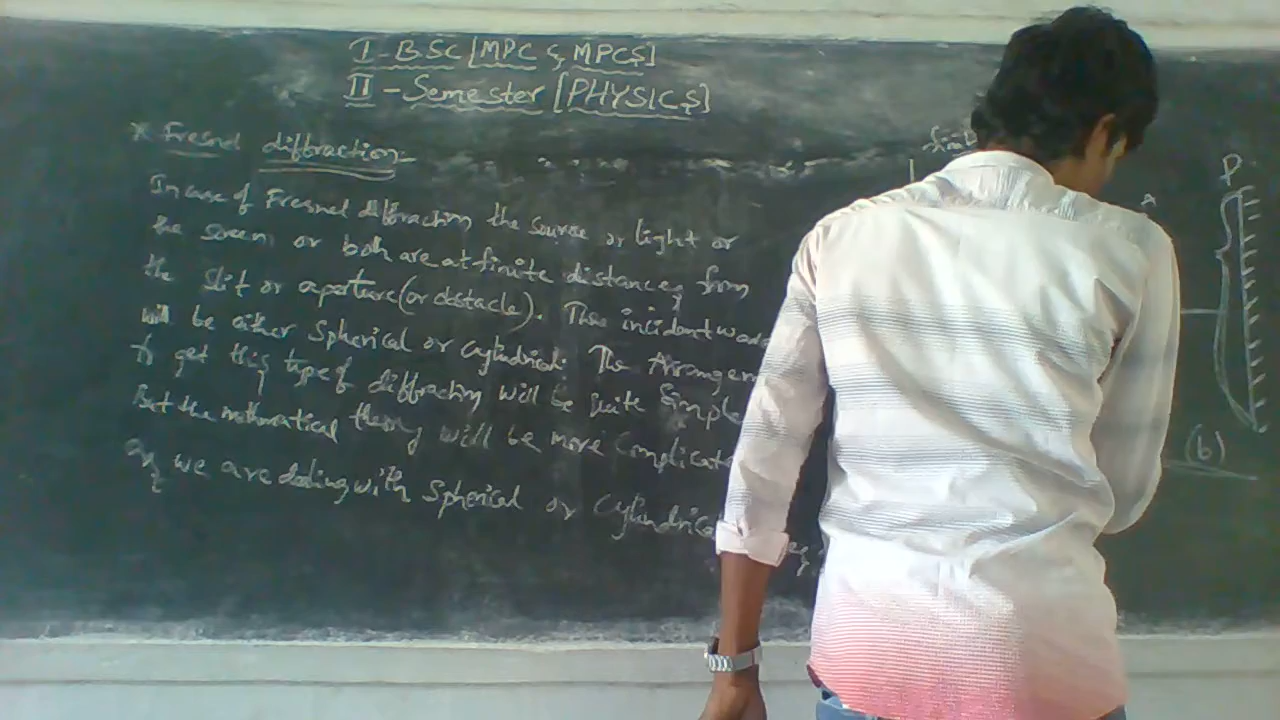 I - BSC [MPC & MPCS]
II - Semester [PHYSICS]
* Fresnel diffraction:-
In case of Fresnel diffraction the source or light or
the screen or both are at finite distances from
the slit or aperture (or obstacle). The incident wave
will be either Spherical or cylindrical. The Arrangem
to get this type of diffraction will be quite Simple
But the mathematical theory will be more Complicate
as we are dealing with Spherical or Cylindrica
A
P
(b)